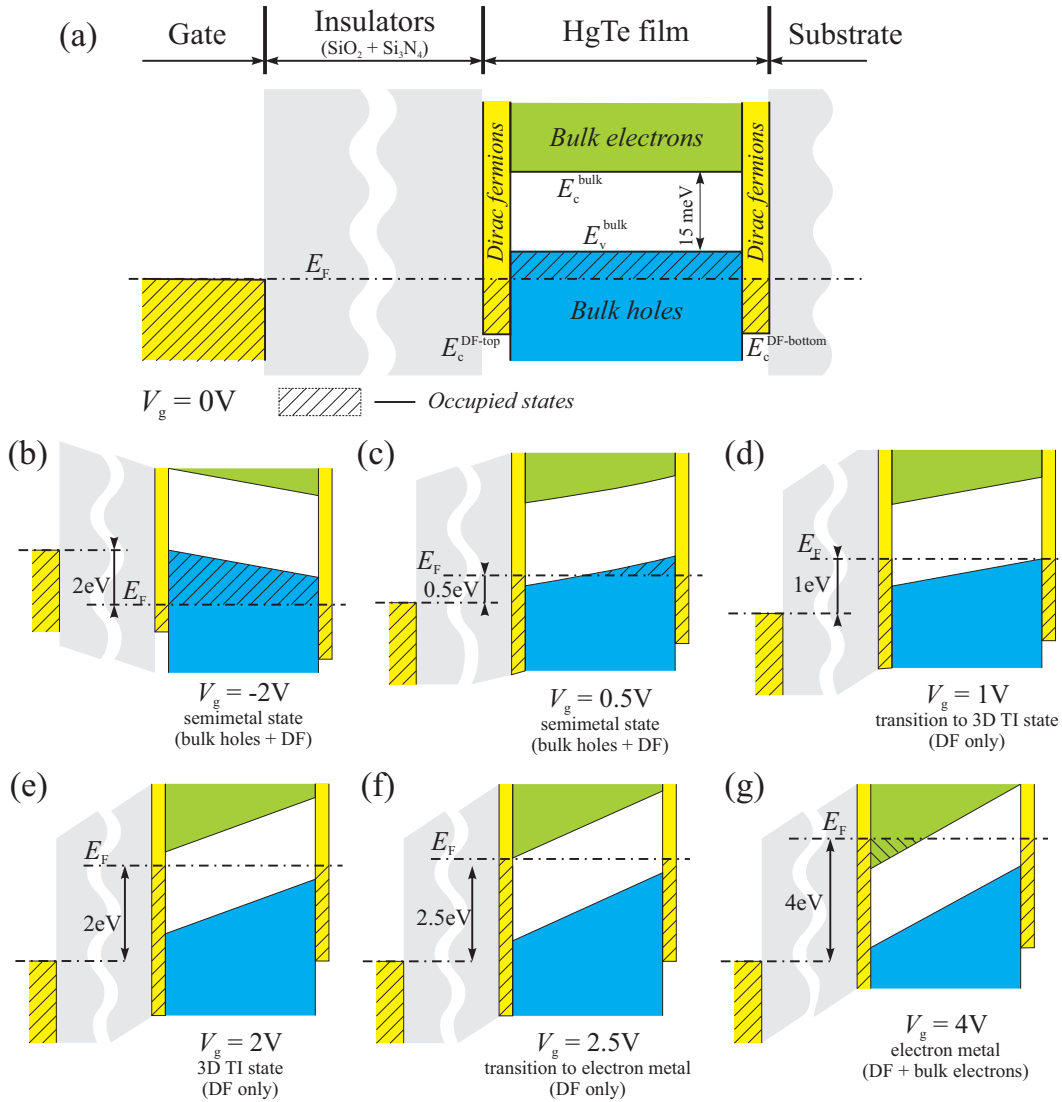 (a)
Gate
Insulators
(SiO₂ + Si₃N₄)
HgTe film
Substrate
Dirac fermions
Bulk electrons
Dirac fermions
E_c^bulk
15 meV
E_v^bulk
E_F
Bulk holes
E_c^DF-top
E_c^DF-bottom
V_g = 0V
Occupied states
(b)
2eV
E_F
V_g = -2V
semimetal state
(bulk holes + DF)
(c)
E_F
0.5eV
V_g = 0.5V
semimetal state
(bulk holes + DF)
(d)
E_F
1eV
V_g = 1V
transition to 3D TI state
(DF only)
(e)
E_F
2eV
V_g = 2V
3D TI state
(DF only)
(f)
E_F
2.5eV
V_g = 2.5V
transition to electron metal
(DF only)
(g)
E_F
4eV
V_g = 4V
electron metal
(DF + bulk electrons)